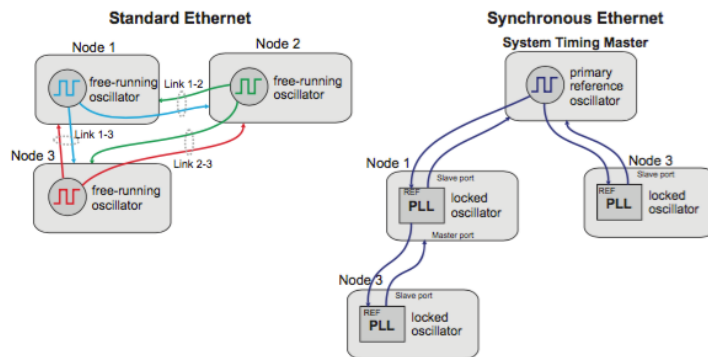 Standard Ethernet
Node 1
free-running
oscillator
Node 2
free-running
oscillator
Link 1-2
Link 1-3
Link 2-3
Node 3
free-running
oscillator
Synchronous Ethernet
System Timing Master
primary
reference
oscillator
Node 1
Slave port
REF
PLL
locked
oscillator
Master port
Node 3
Slave port
REF
PLL
locked
oscillator
Node 3
Slave port
REF
PLL
locked
oscillator